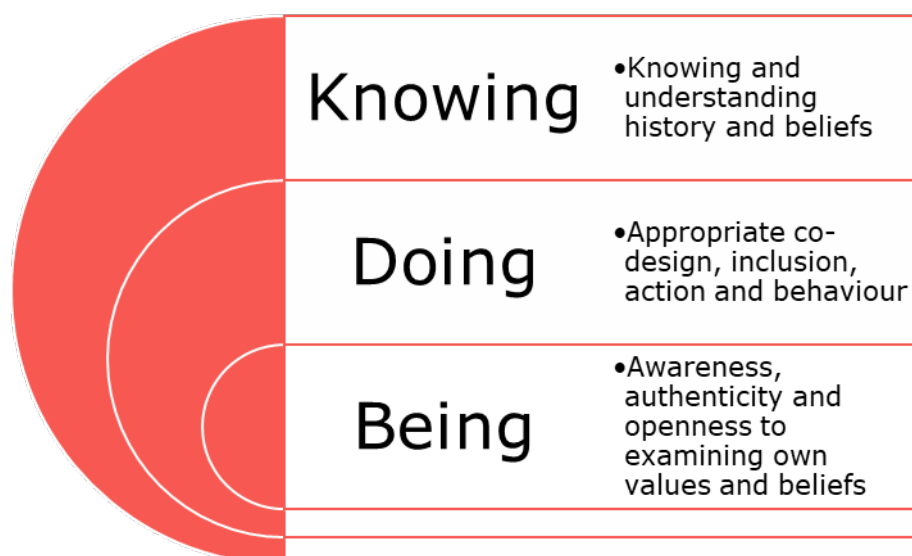 Knowing
•Knowing and
understanding
history and beliefs
Doing
•Appropriate co-
design, inclusion,
action and behaviour
Being
•Awareness,
authenticity and
openness to
examining own
values and beliefs